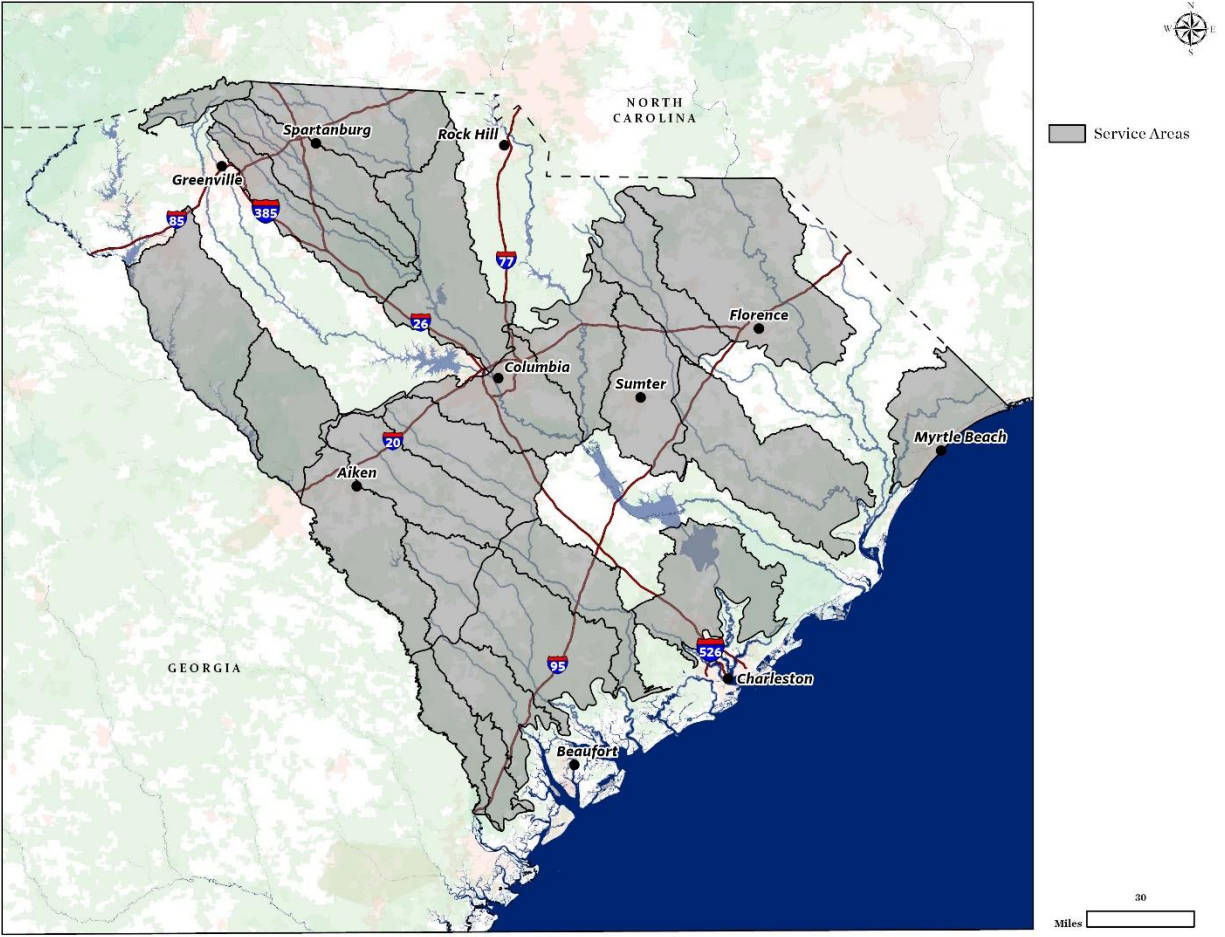 N
W E
S
NORTH
CAROLINA
Service Areas
Spartanburg
Rock Hill
Greenville
85
385
77
26
Florence
Columbia
Sumter
20
Myrtle Beach
Aiken
GEORGIA
95
526
Charleston
Beaufort
30
Miles